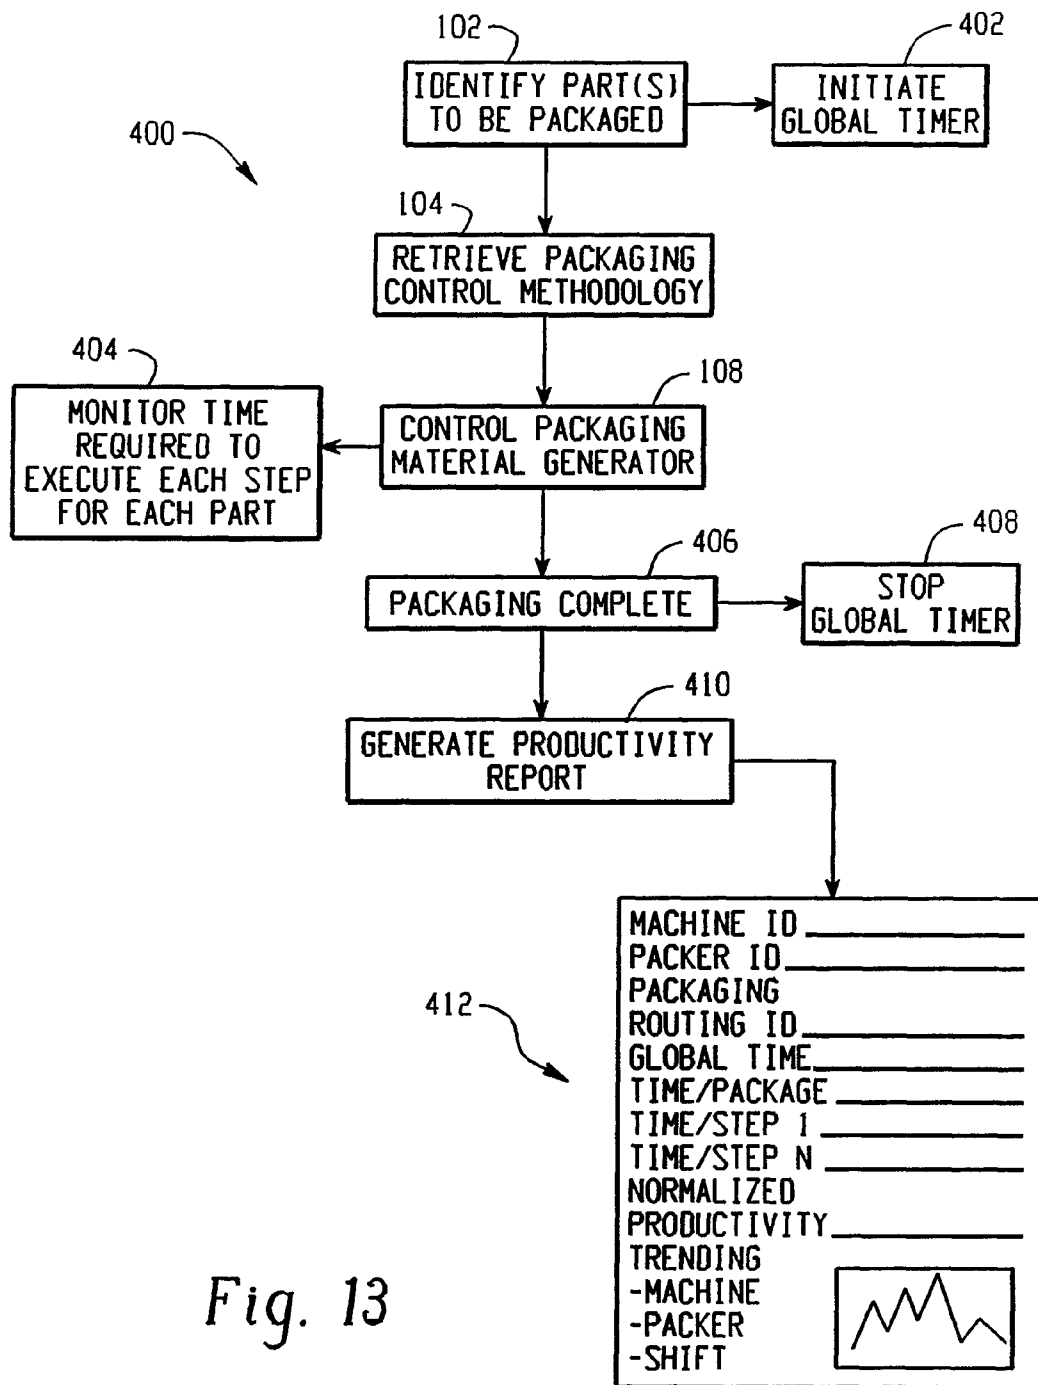 102
402
IDENTIFY PART(S)
TO BE PACKAGED
INITIATE
GLOBAL TIMER
400
104
RETRIEVE PACKAGING
CONTROL METHODOLOGY
404
108
MONITOR TIME
REQUIRED TO
EXECUTE EACH STEP
FOR EACH PART
CONTROL PACKAGING
MATERIAL GENERATOR
406
408
PACKAGING COMPLETE
STOP
GLOBAL TIMER
410
GENERATE PRODUCTIVITY
REPORT
412
MACHINE ID
PACKER ID
PACKAGING
ROUTING ID
GLOBAL TIME
TIME/PACKAGE
TIME/STEP 1
TIME/STEP N
NORMALIZED
PRODUCTIVITY
TRENDING
-MACHINE
-PACKER
-SHIFT
Fig. 13